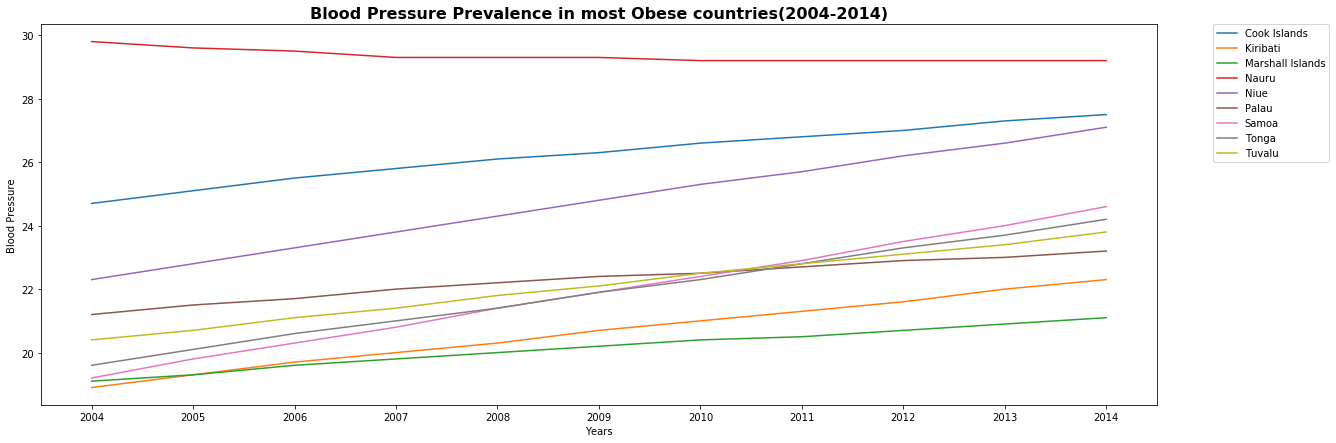 Blood Pressure Prevalence in most Obese countries(2004-2014)
30
28
26
24
22
20
Blood Pressure
2004 2005 2006 2007 2008 2009 2010 2011 2012 2013 2014
Years
Cook Islands
Kiribati
Marshall Islands
Nauru
Niue
Palau
Samoa
Tonga
Tuvalu